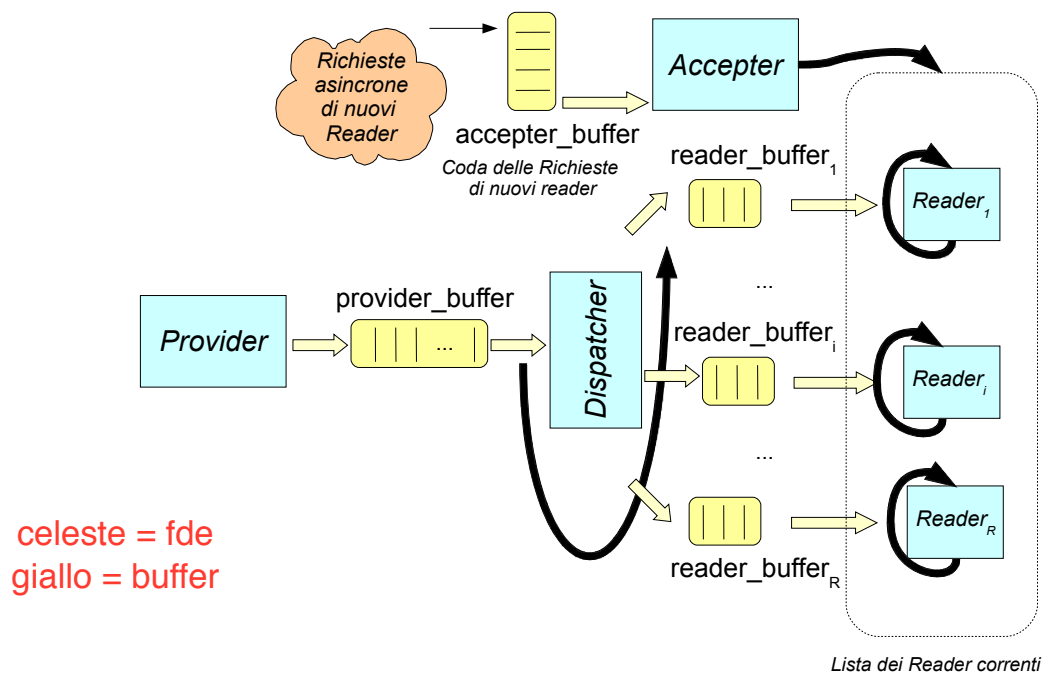 Richieste
asincrone
di nuovi
Reader
accepter_buffer
Coda delle Richieste
di nuovi reader
Accepter
reader_buffer1
Reader1
...
Provider
provider_buffer
...
Dispatcher
reader_bufferi
Readeri
...
reader_bufferR
ReaderR
celeste = fde
giallo = buffer
Lista dei Reader correnti